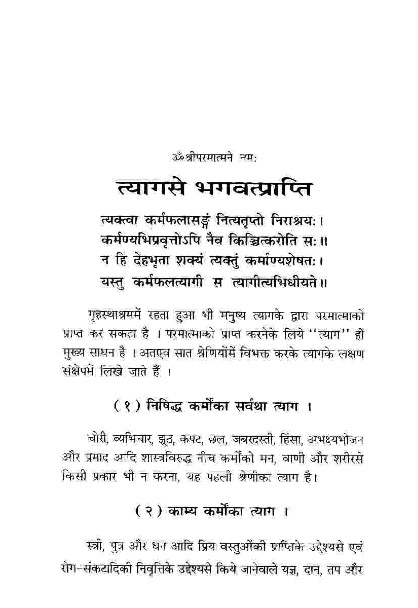 ॐ श्रीपरमात्मने नमः
त्यागसे भगवत्प्राप्ति
त्यक्त्वा कर्मफलासङ्गं नित्यतृप्तो निराश्रयः।
कर्मण्यभिप्रवृत्तोऽपि नैव किञ्चित्करोति सः॥
न हि देहभृता शक्यं त्यक्तुं कर्माण्यशेषतः।
यस्तु कर्मफलत्यागी स त्यागीत्यभिधीयते॥
गृहस्थाश्रममें रहता हुआ भी मनुष्य त्यागके द्वारा परमात्माको
प्राप्त कर सकता है । परमात्माको प्राप्त करनेके लिये ''त्याग'' ही
मुख्य साधन है । अतएव सात श्रेणियोंमें विभक्त करके त्यागके लक्षण
संक्षेपमें लिखे जाते हैं ।
(१) निषिद्ध कर्मोंका सर्वथा त्याग ।
चोरी, व्यभिचार, झूठ, कपट, छल, जबरदस्ती, हिंसा, अभक्ष्यभोजन
और प्रमाद आदि शास्त्रविरुद्ध नीच कर्मोंको मन, वाणी और शरीरसे
किसी प्रकार भी न करना, यह पहली श्रेणीका त्याग है।
(२) काम्य कर्मोंका त्याग ।
स्त्री, पुत्र और धन आदि प्रिय वस्तुओंकी प्राप्तिके उद्देश्यसे एवं
रोग-संकटादिकी निवृत्तिके उद्देश्यसे किये जानेवाले यज्ञ, दान, तप और